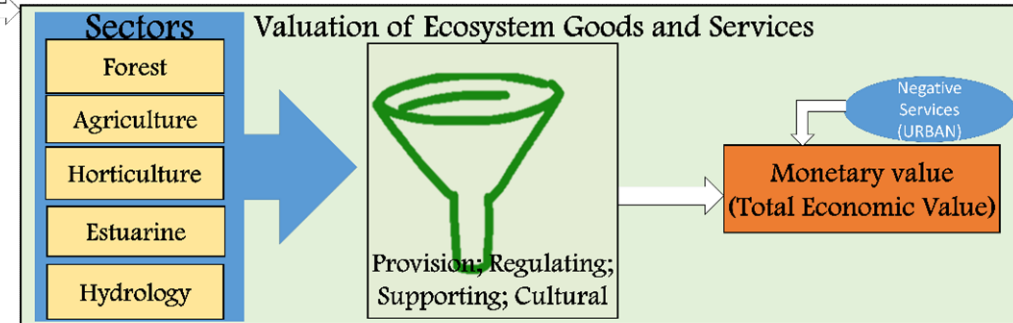 Sectors
Valuation of Ecosystem Goods and Services
Forest
Agriculture
Horticulture
Estuarine
Hydrology
Provision; Regulating;
Supporting; Cultural
Negative
Services
(URBAN)
Monetary value
(Total Economic Value)